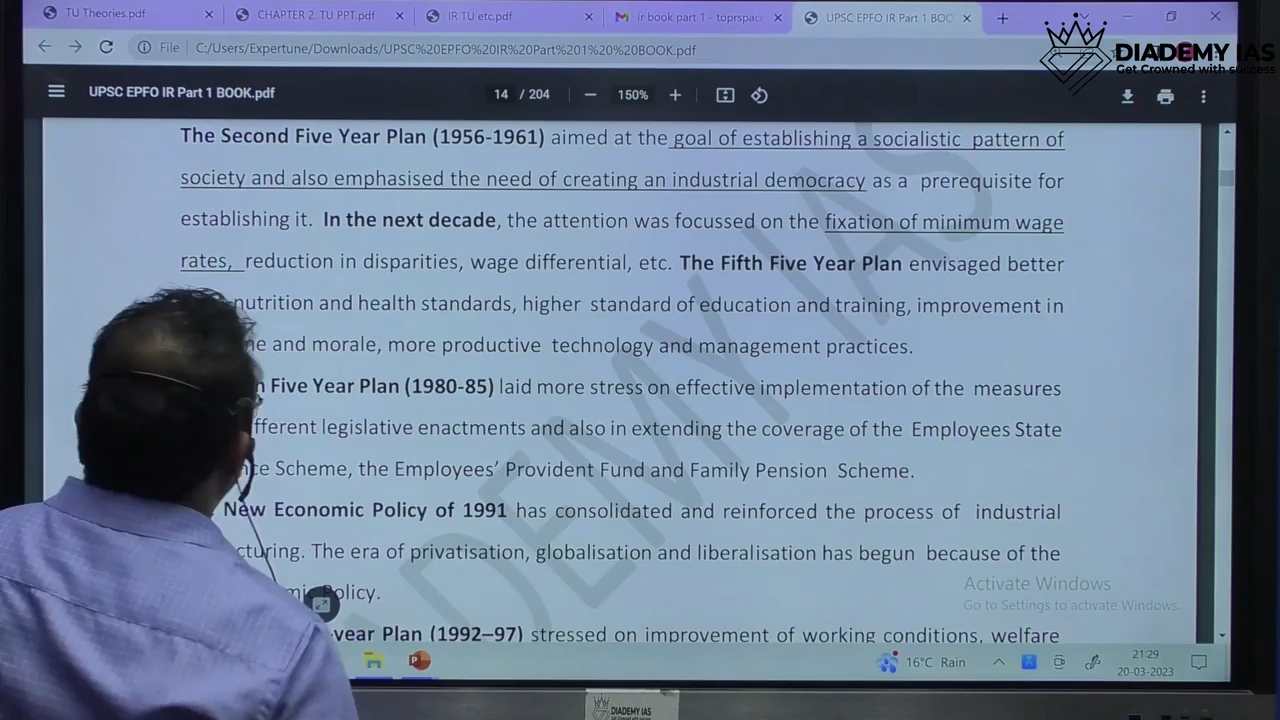 TU Theories.pdf
CHAPTER 2. TU PPT.pdf
IR TU etc.pdf
Ir book part 1 - toprspace
UPSC EPFO IR Part 1 BOO
File C:/Users/Expertune/Downloads/UPSC%20EPFO%20IR%20Part%201%20%20BOOK.pdf
DIADEMY IAS
Get Crowned with success
UPSC EPFO IR Part 1 BOOK.pdf
14 / 204
150%
The Second Five Year Plan (1956-1961) aimed at the goal of establishing a socialistic pattern of
society and also emphasised the need of creating an industrial democracy as a prerequisite for
establishing it. In the next decade, the attention was focussed on the fixation of minimum wage
rates, reduction in disparities, wage differential, etc. The Fifth Five Year Plan envisaged better
nutrition and health standards, higher standard of education and training, improvement in
and morale, more productive technology and management practices.
Five Year Plan (1980-85) laid more stress on effective implementation of the measures
legislative enactments and also in extending the coverage of the Employees State
Scheme, the Employees' Provident Fund and Family Pension Scheme.
New Economic Policy of 1991 has consolidated and reinforced the process of industrial
The era of privatisation, globalisation and liberalisation has begun because of the
Policy.
-year Plan (1992–97) stressed on improvement of working conditions, welfare
DEMY IAS
Activate Windows
Go to Settings to activate Windows.
16°C Rain
21:29
20-03-2023
DIADEMY IAS